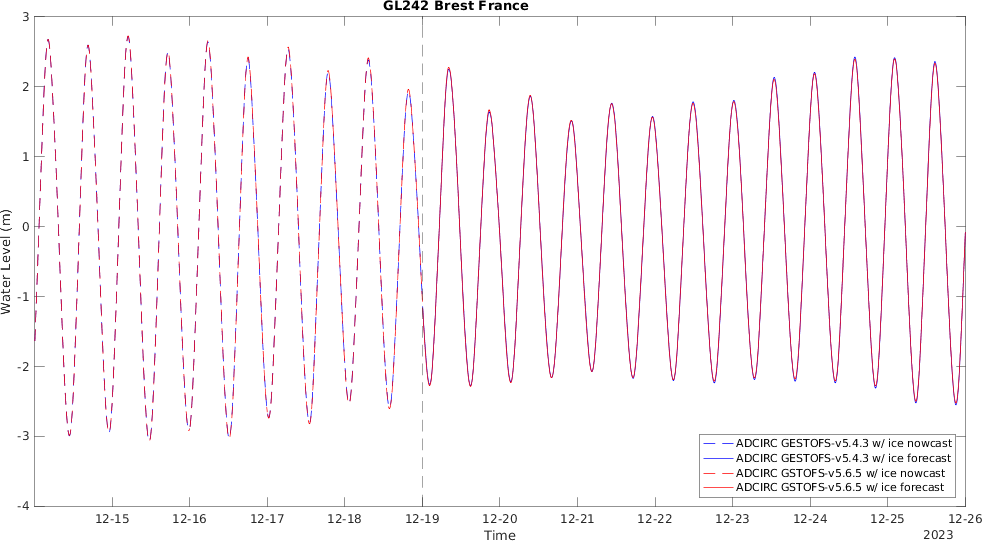 GL242 Brest France
3
2
1
0
-1
-2
-3
-4
Water Level (m)
ADCIRC GESTOFS-v5.4.3 w/ ice nowcast
ADCIRC GESTOFS-v5.4.3 w/ ice forecast
ADCIRC GSTOFS-v5.6.5 w/ ice nowcast
ADCIRC GSTOFS-v5.6.5 w/ ice forecast
12-15 12-16 12-17 12-18 12-19 12-20 12-21 12-22 12-23 12-24 12-25 12-26
Time
2023